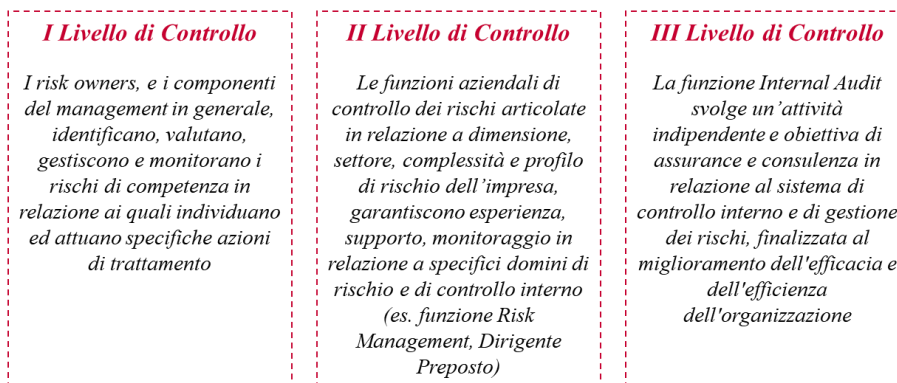 I Livello di Controllo
I risk owners, e i componenti
del management in generale,
identificano, valutano,
gestiscono e monitorano i
rischi di competenza in
relazione ai quali individuano
ed attuano specifiche azioni
di trattamento
II Livello di Controllo
Le funzioni aziendali di
controllo dei rischi articolate
in relazione a dimensione,
settore, complessità e profilo
di rischio dell’impresa,
garantiscono esperienza,
supporto, monitoraggio in
relazione a specifici domini di
rischio e di controllo interno
(es. funzione Risk
Management, Dirigente
Preposto)
III Livello di Controllo
La funzione Internal Audit
svolge un’attività
indipendente e obiettiva di
assurance e consulenza in
relazione al sistema di
controllo interno e di gestione
dei rischi, finalizzata al
miglioramento dell'efficacia e
dell'efficienza
dell'organizzazione